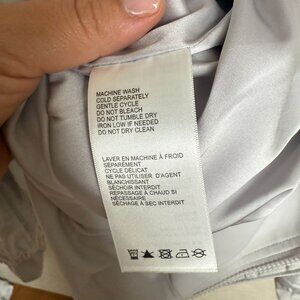 MACHINE WASH
COLD SEPARATELY
GENTLE CYCLE
DO NOT BLEACH
DO NOT TUMBLE DRY
IRON LOW IF NEEDED
DO NOT DRY CLEAN
LAVER EN MACHINE À FROID
SÉPARÉMENT
CYCLE DÉLICAT
NE PAS UTILISER D'AGENT
BLANCHISSANT
SÉCHOIR INTERDIT
REPASSAGE À CHAUD SI
NÉCESSAIRE
SÉCHAGE À SEC INTERDIT